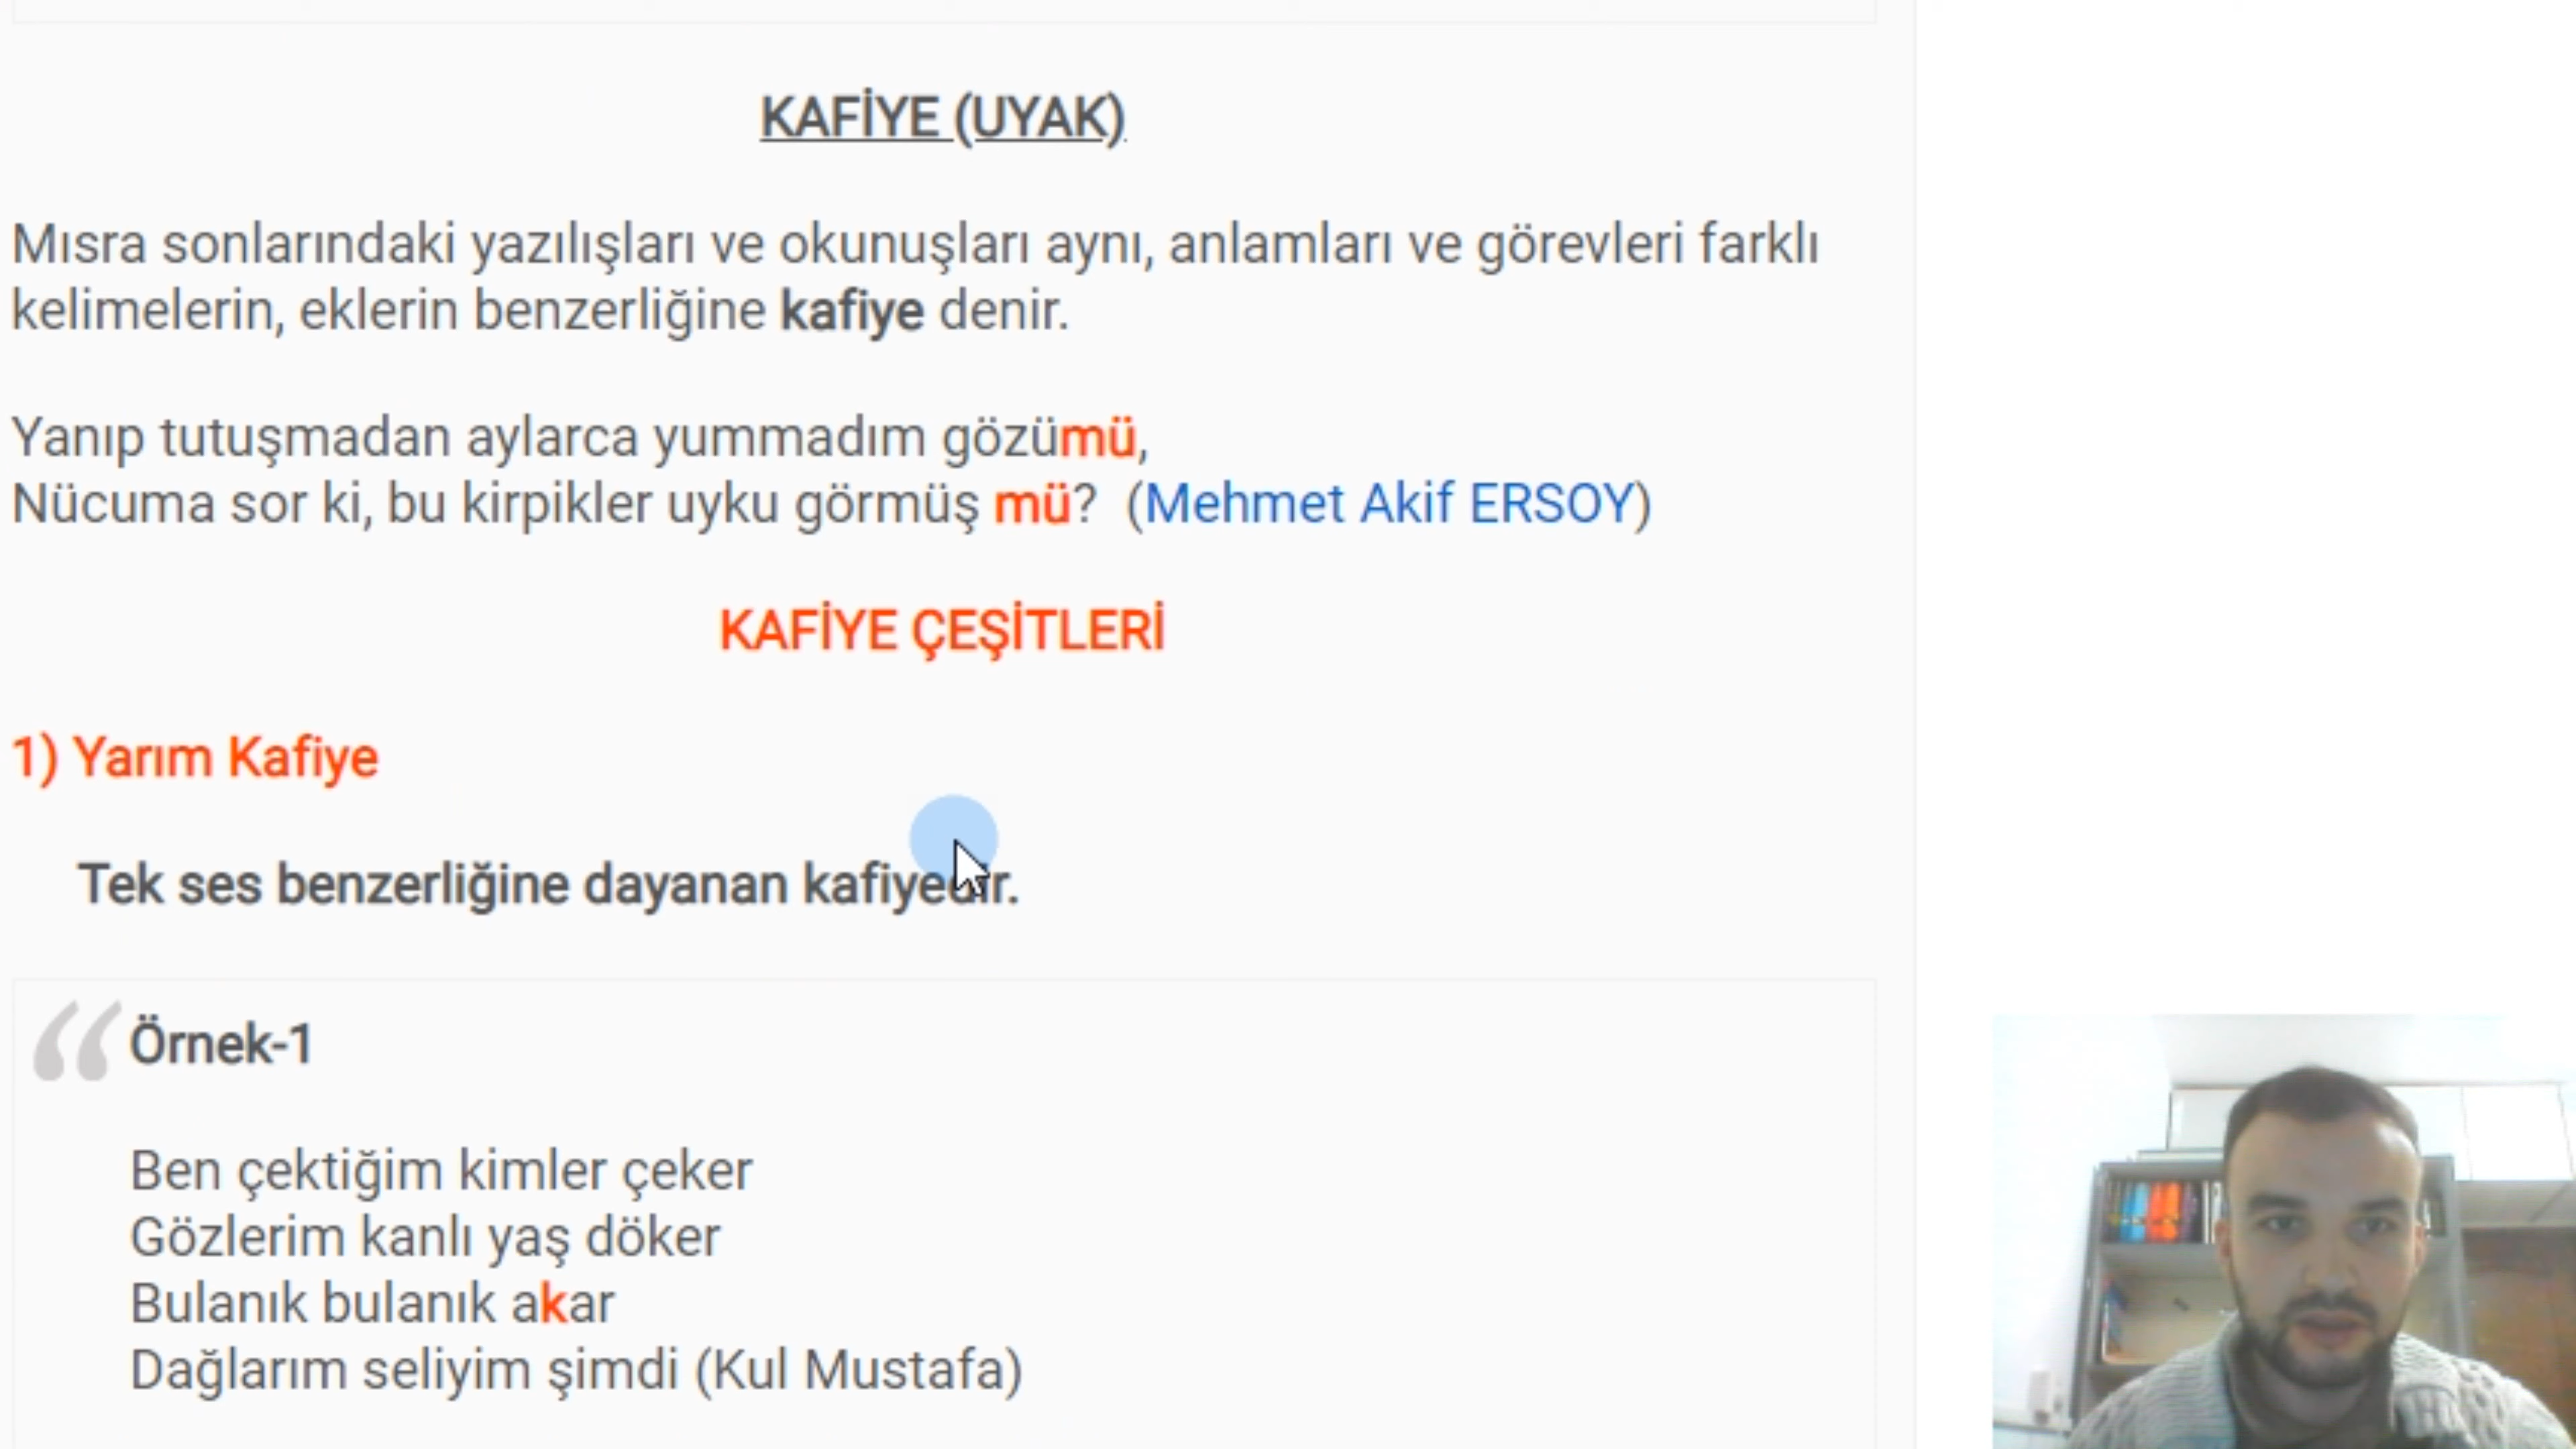 KAFİYE (UYAK)
Mısra sonlarındaki yazılışları ve okunuşları aynı, anlamları ve görevleri farklı
kelimelerin, eklerin benzerliğine kafiye denir.
Yanıp tutuşmadan aylarca yummadım gözümü,
Nücuma sor ki, bu kirpikler uyku görmüş mü? (Mehmet Akif ERSOY)
KAFİYE ÇEŞİTLERİ
1) Yarım Kafiye
Tek ses benzerliğine dayanan kafiyedir.
Örnek-1
Ben çektiğim kimler çeker
Gözlerim kanlı yaş döker
Bulanık bulanık akar
Dağlarım seliyim şimdi (Kul Mustafa)